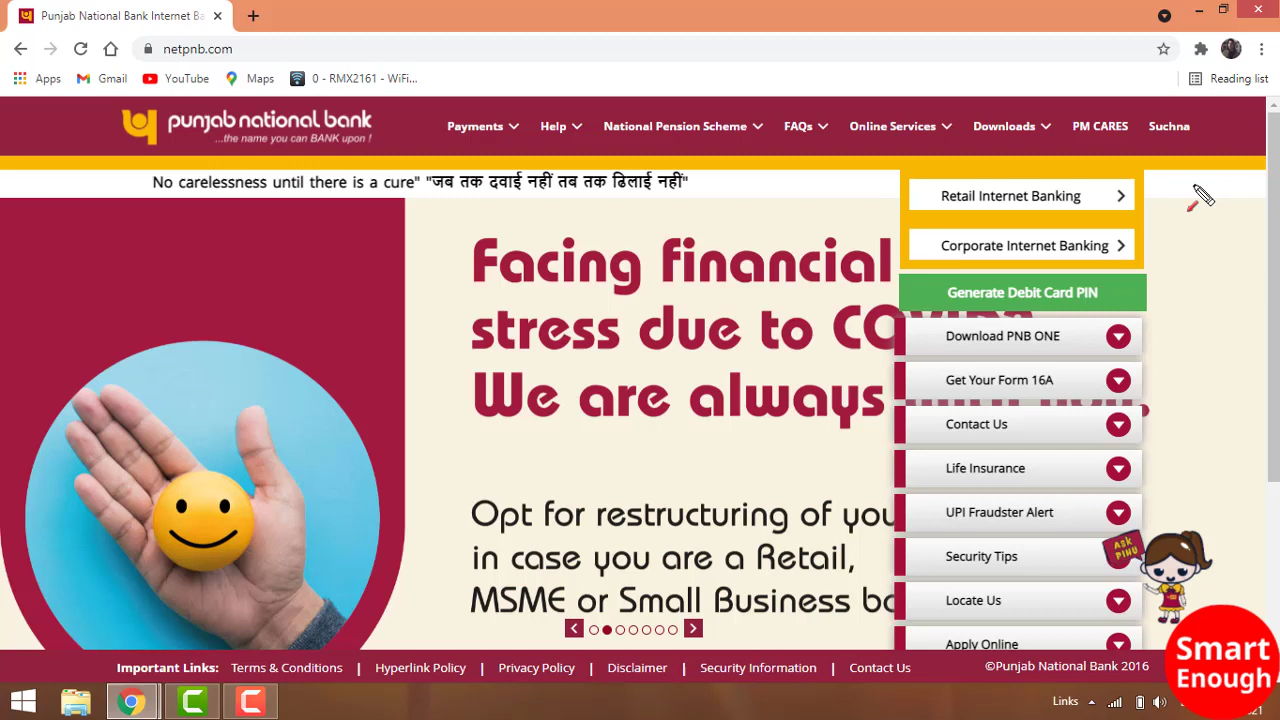 Punjab National Bank Internet Ba
netpnb.com
Apps
Gmail
YouTube
Maps
0 - RMX2161 - WiFi...
Reading list
punjab national bank
...the name you can BANK upon !
Payments
Help
National Pension Scheme
FAQs
Online Services
Downloads
PM CARES
Suchna
No carelessness until there is a cure" "जब तक दवाई नहीं तब तक ढिलाई नहीं"
Retail Internet Banking
Corporate Internet Banking
Generate Debit Card PIN
Download PNB ONE
Get Your Form 16A
Contact Us
Life Insurance
UPI Fraudster Alert
Security Tips
Locate Us
Apply Online
Facing financial
stress due to
We are always
Opt for restructuring of
in case you are a Retail,
MSME or Small Business
ASK
PIHU
Important Links: Terms & Conditions | Hyperlink Policy | Privacy Policy | Disclaimer | Security Information | Contact Us
©Punjab National Bank 2016
Smart
Enough
Links